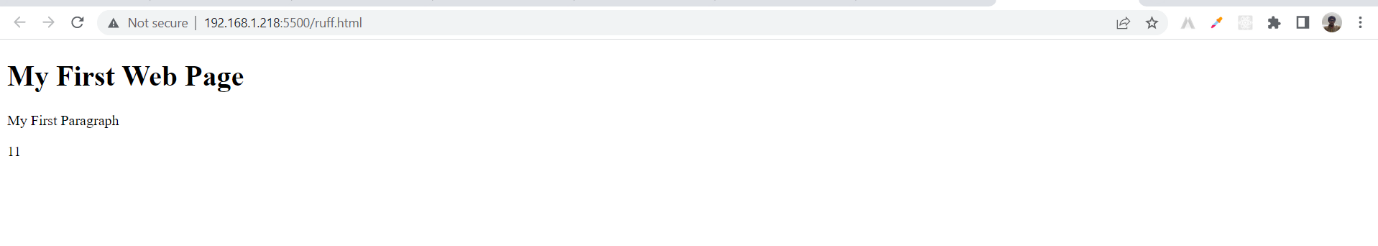 Not secure | 192.168.1.218:5500/ruff.html
My First Web Page
My First Paragraph
11